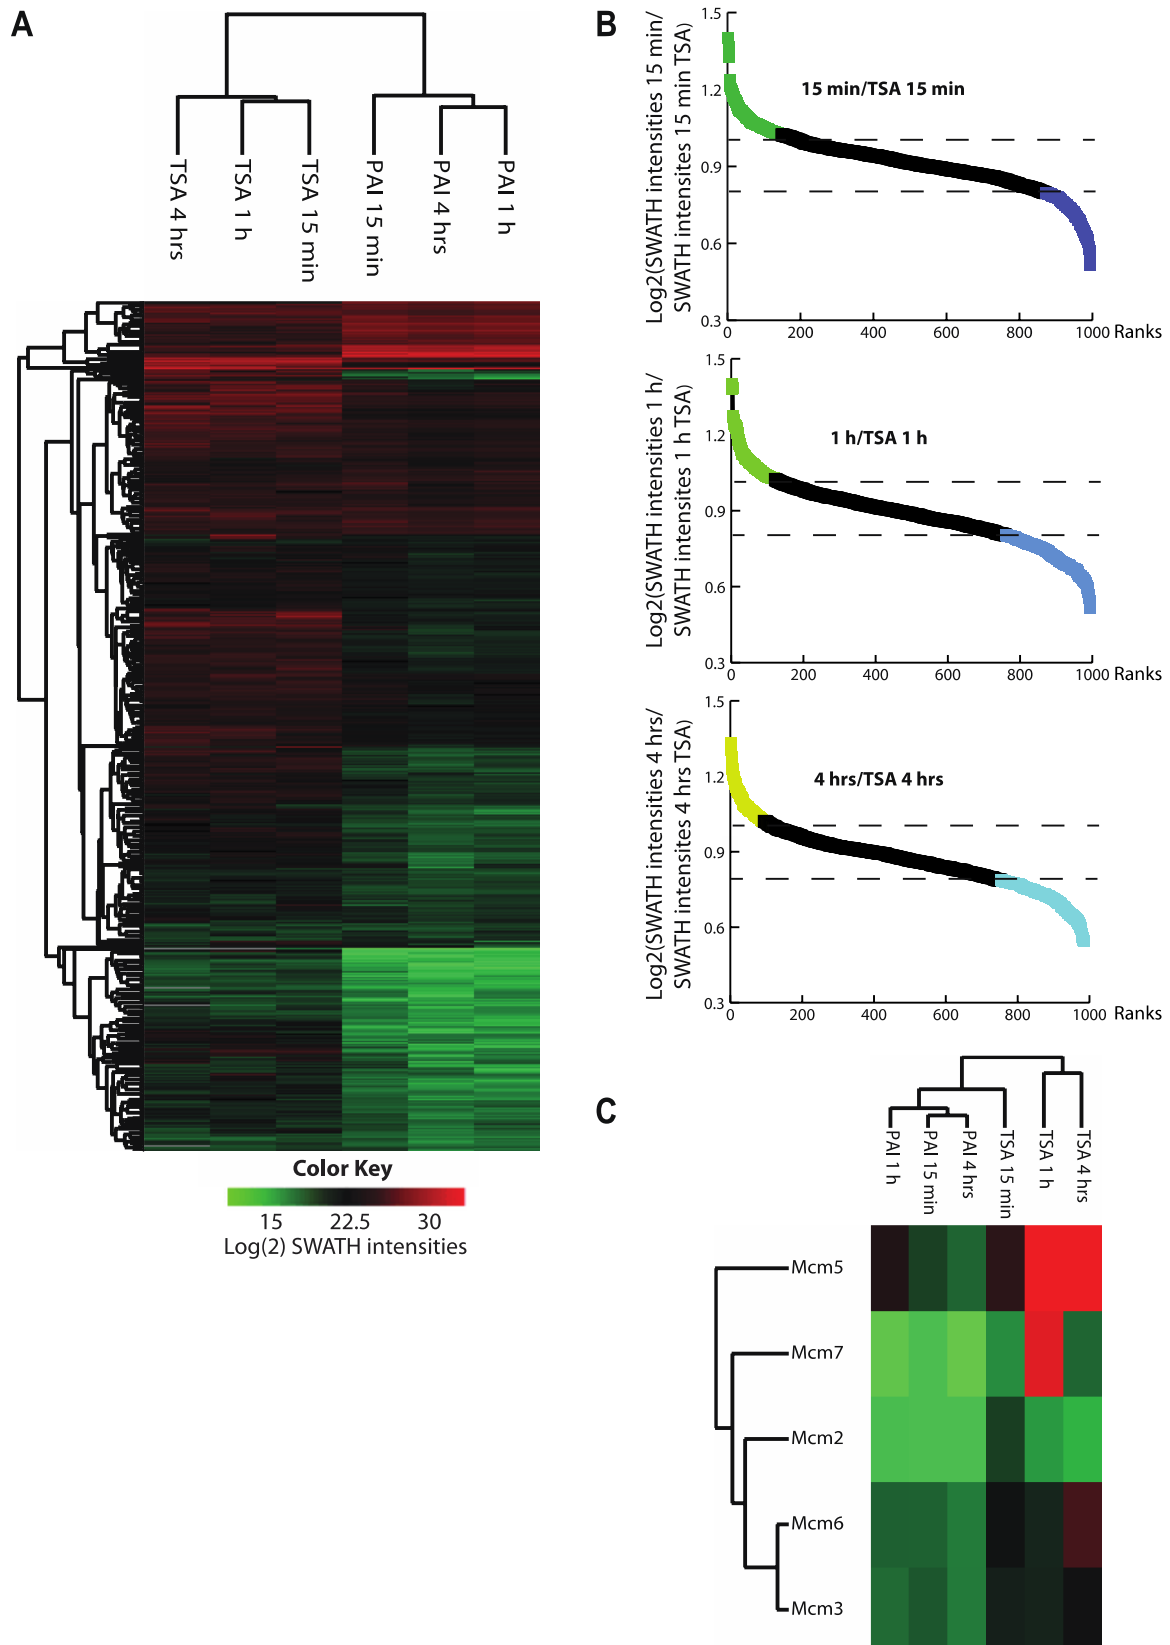 A
TSA 4 hrs
TSA 1 h
TSA 15 min
PAI 15 min
PAI 4 hrs
PAI 1 h
Color Key
15 22.5 30
Log(2) SWATH intensities
B
Log2(SWATH intensities 15 min/
SWATH intensites 15 min TSA)
1.5
1.2
0.9
0.6
0.3
15 min/TSA 15 min
0 200 400 600 800 1000 Ranks
Log2(SWATH intensities 1 h/
SWATH intensites 1 h TSA)
1.5
1.2
0.9
0.6
0.3
1 h/TSA 1 h
0 200 400 600 800 1000 Ranks
Log2(SWATH intensities 4 hrs/
SWATH intensites 4 hrs TSA)
1.5
1.2
0.9
0.6
0.3
4 hrs/TSA 4 hrs
0 200 400 600 800 1000 Ranks
C
PAI 1 h
PAI 15 min
PAI 4 hrs
TSA 15 min
TSA 1 h
TSA 4 hrs
Mcm5
Mcm7
Mcm2
Mcm6
Mcm3